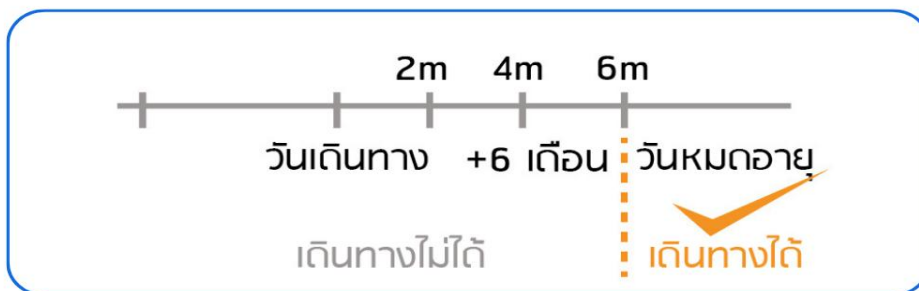 2m 4m 6m
วันเดินทาง +6 เดือน วันหมดอายุ
เดินทางไม่ได้ เดินทางได้